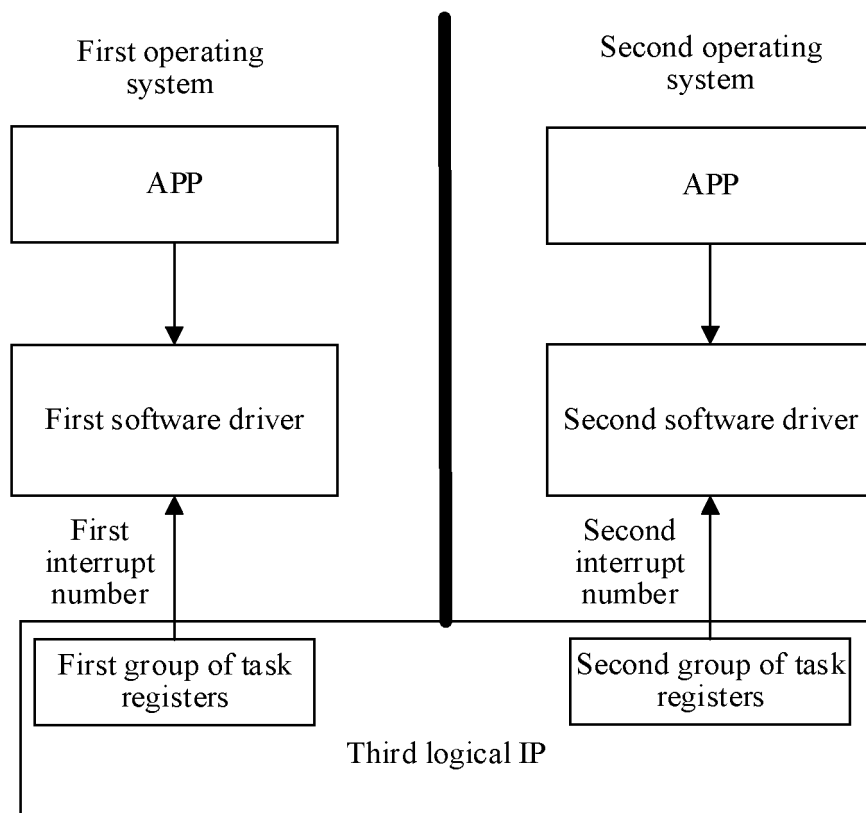 First operating
system
Second operating
system
APP
APP
First software driver
Second software driver
First
interrupt
number
Second
interrupt
number
First group of task
registers
Second group of task
registers
Third logical IP